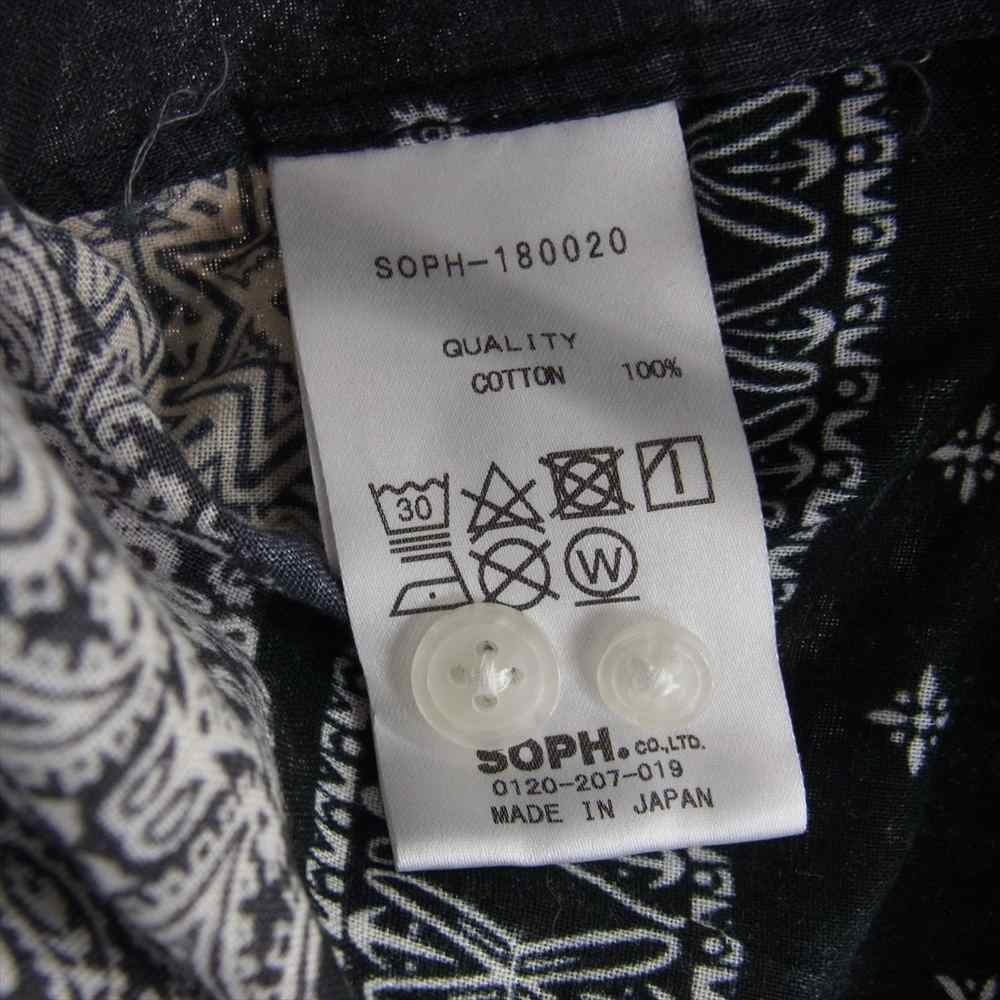 SOPH-180020
QUALITY
COTTON 100%
30
W
SOPH. CO.,LTD.
0120-207-019
MADE IN JAPAN